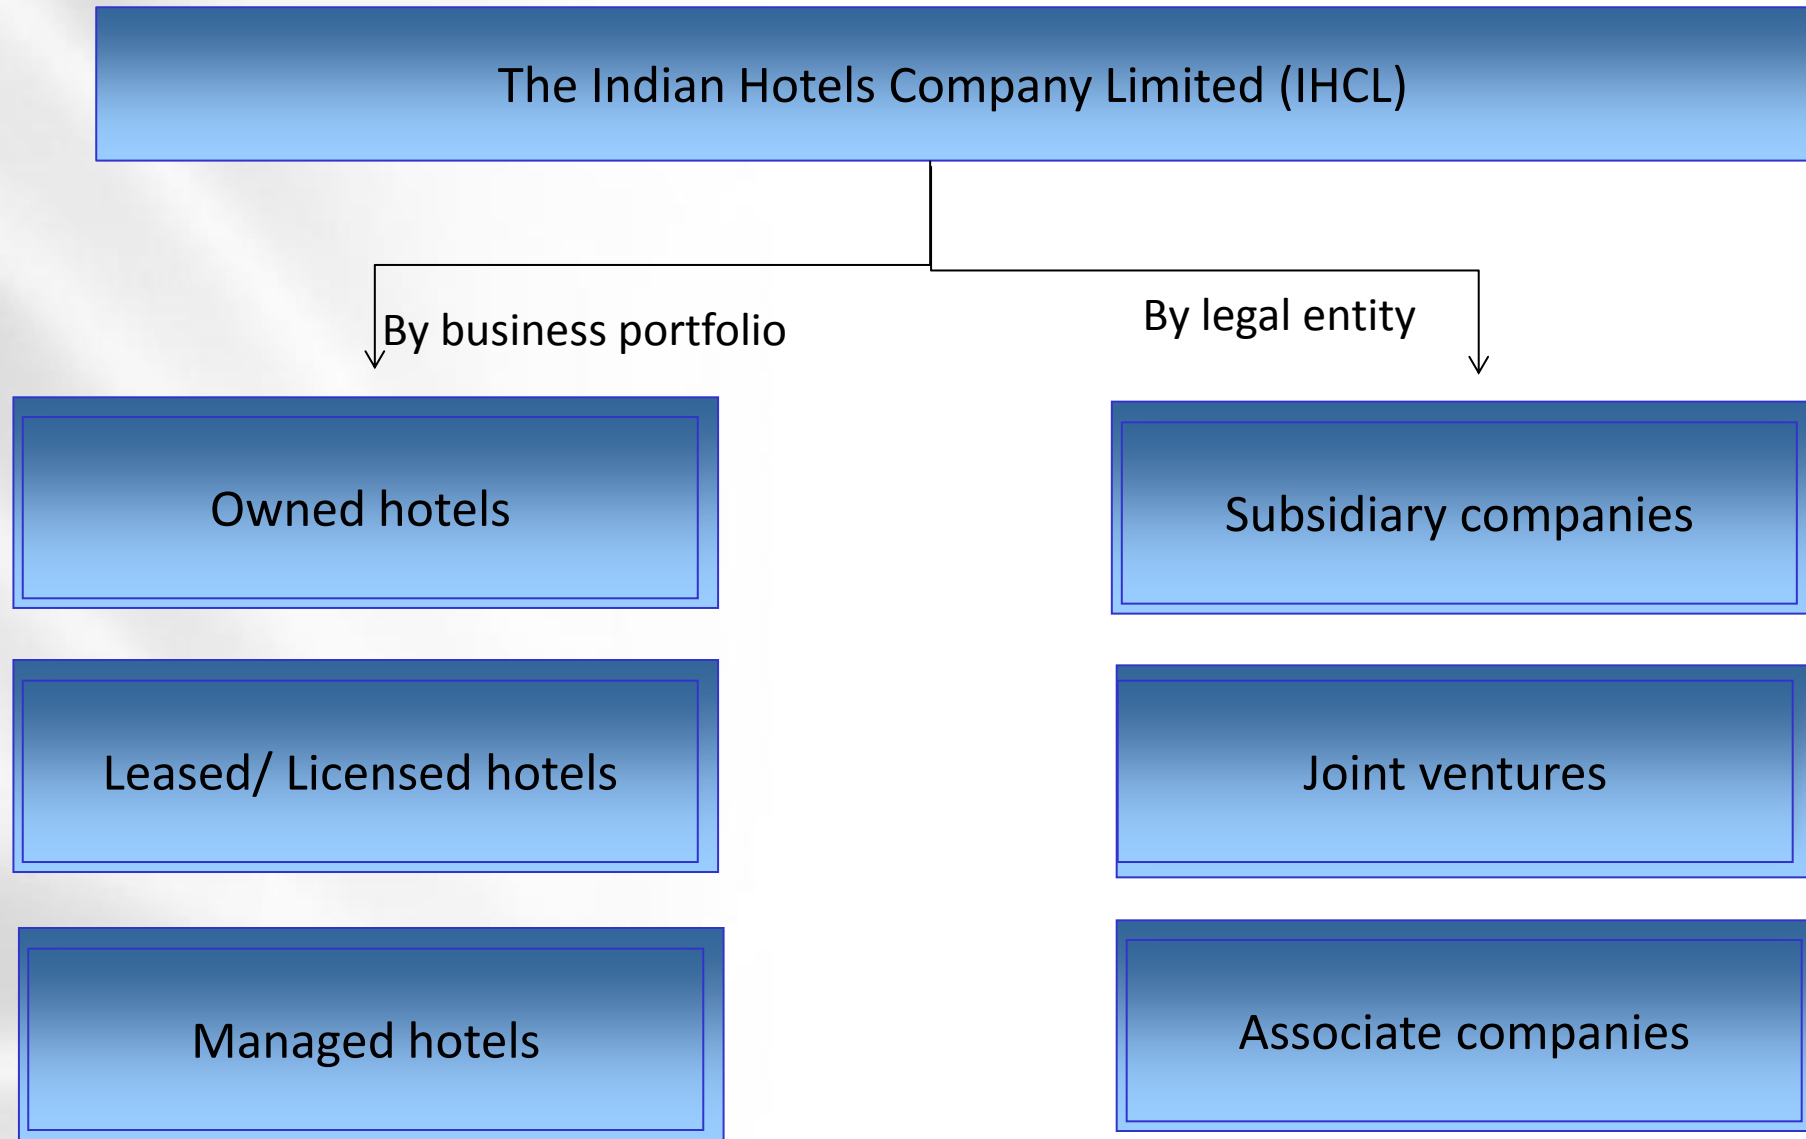 The Indian Hotels Company Limited (IHCL)
By business portfolio
By legal entity
Owned hotels
Subsidiary companies
Leased/ Licensed hotels
Joint ventures
Managed hotels
Associate companies